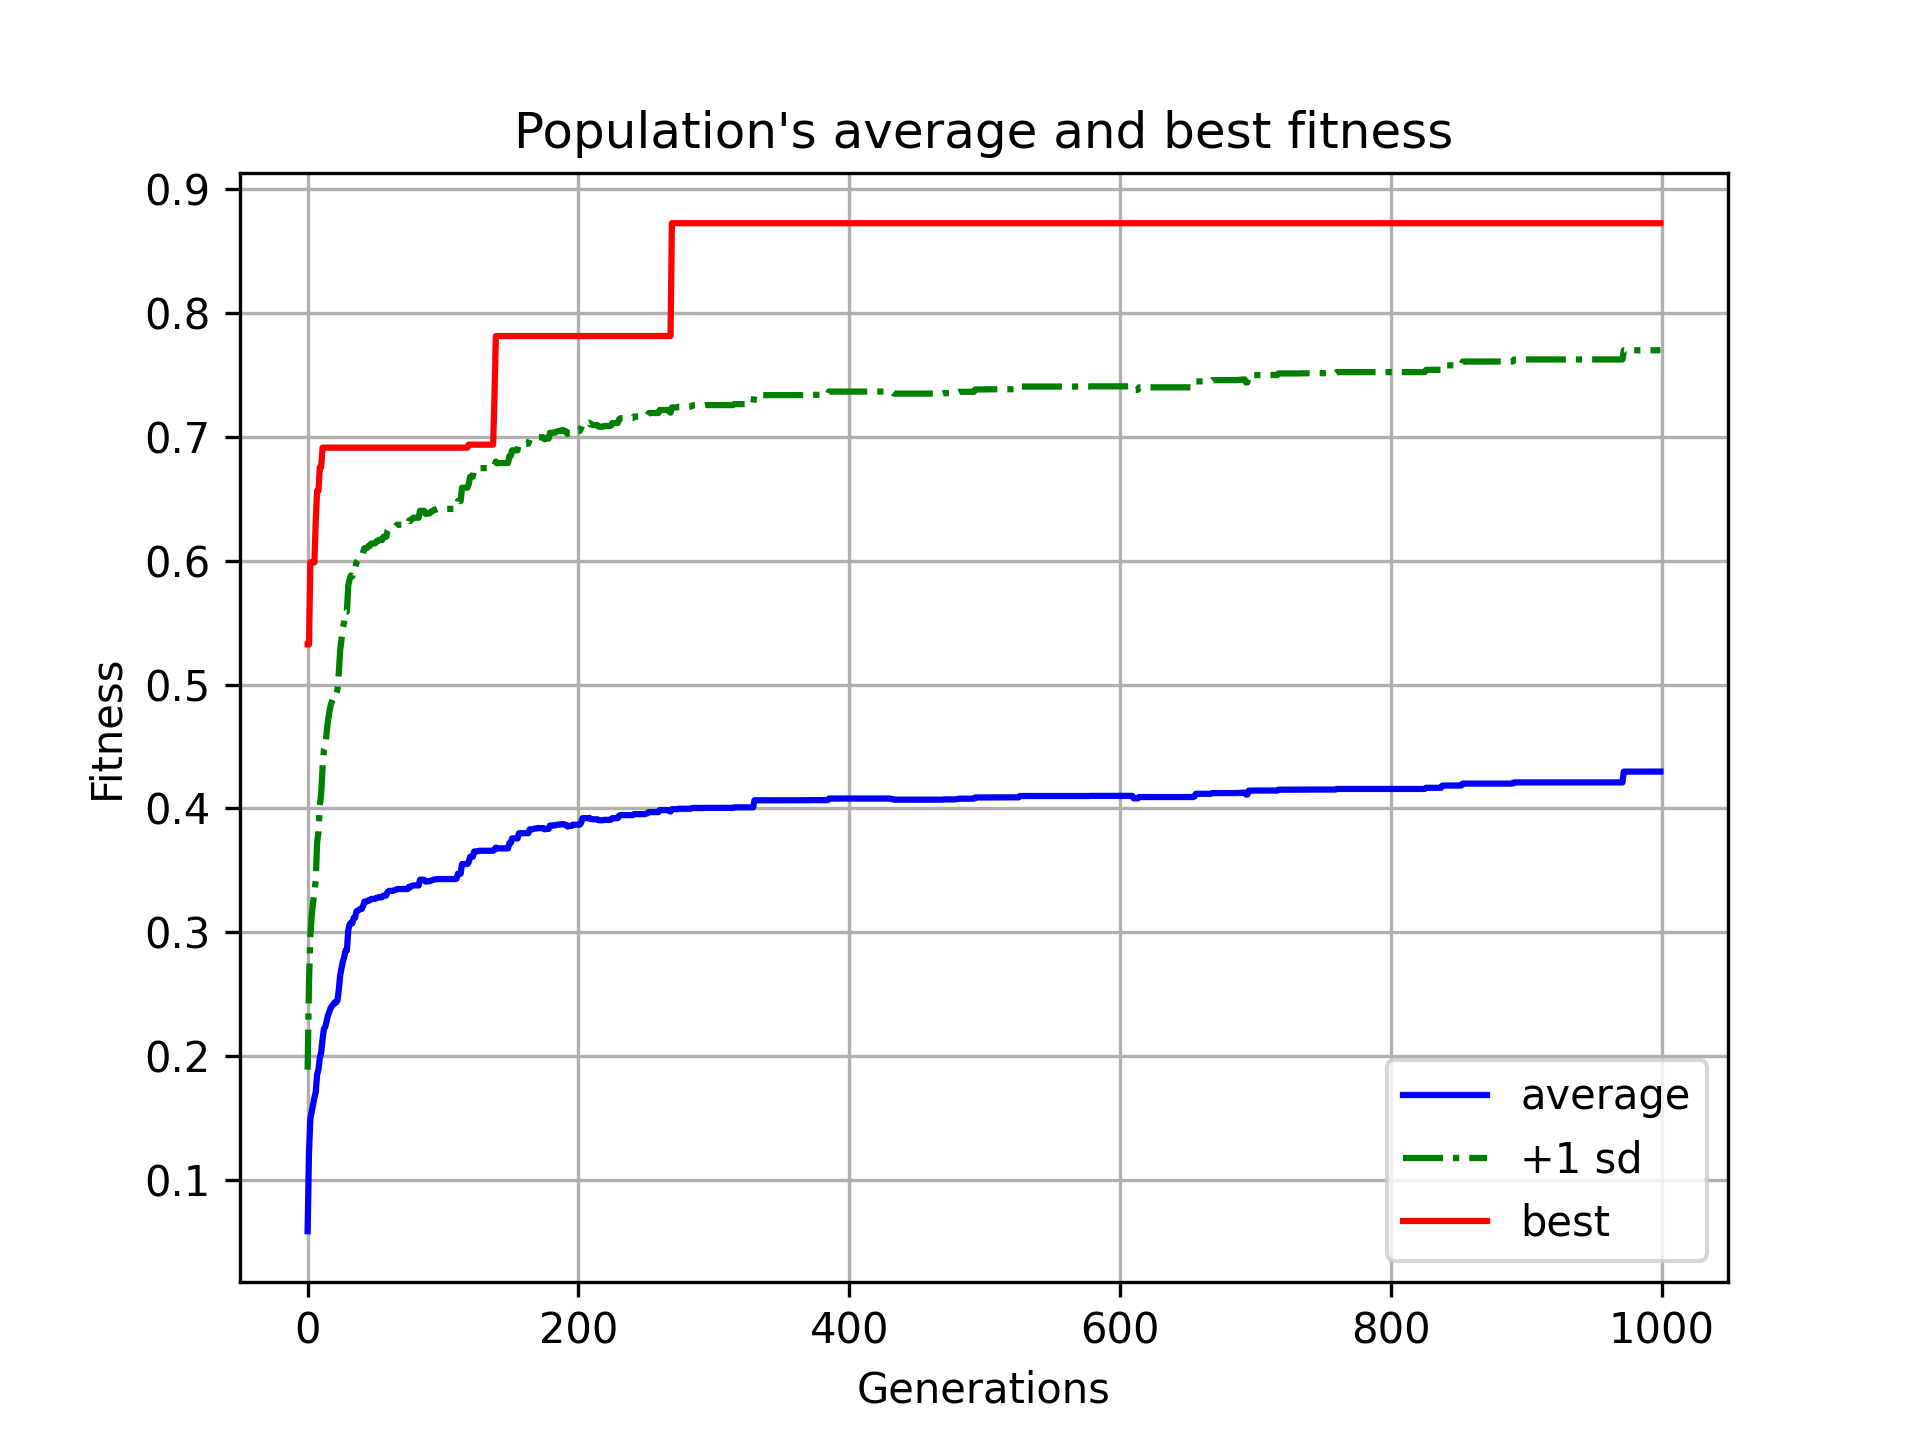 Population's average and best fitness
0.9
0.8
0.7
0.6
0.5
0.4
0.3
0.2
0.1
Fitness
average
+1 sd
best
0 200 400 600 800 1000
Generations